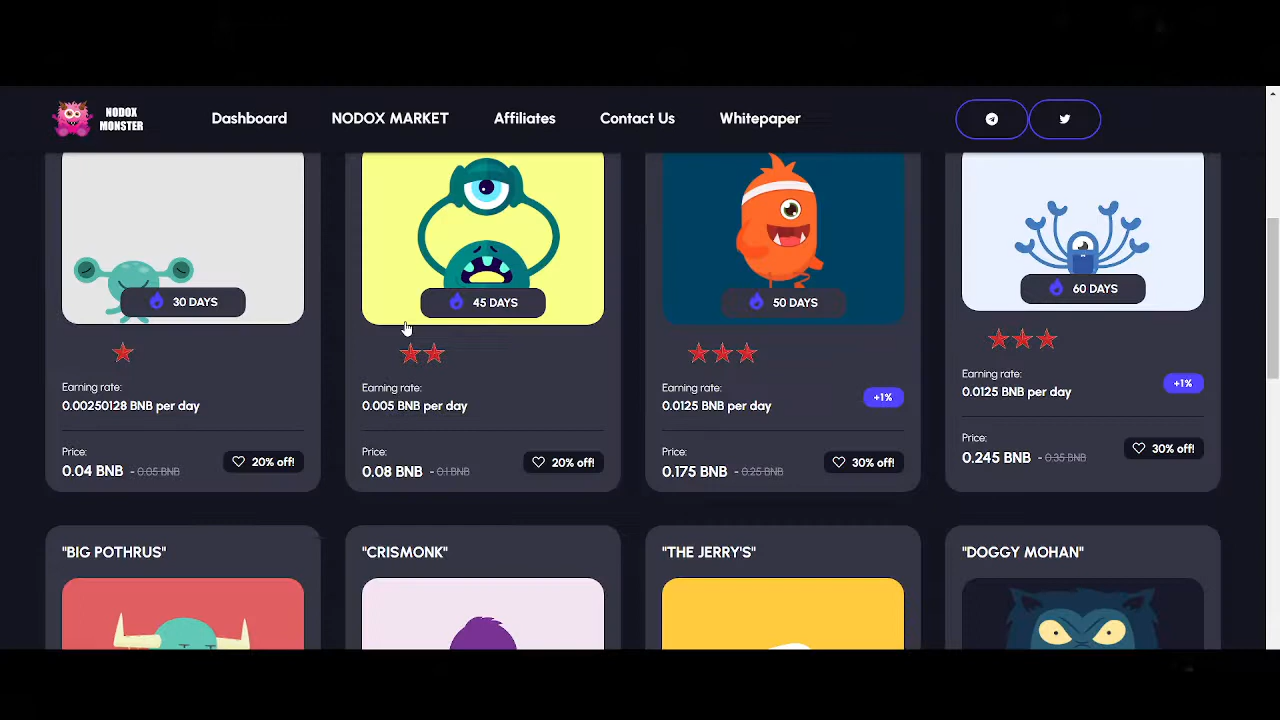 NODOX
MONSTER
Dashboard
NODOX MARKET
Affiliates
Contact Us
Whitepaper
30 DAYS
45 DAYS
50 DAYS
60 DAYS
Earning rate:
0.00250128 BNB per day
Price:
0.04 BNB - 0.05 BNB
20% off!
Earning rate:
0.005 BNB per day
Price:
0.08 BNB - 0.1 BNB
20% off!
Earning rate:
0.0125 BNB per day
+1%
Price:
0.175 BNB - 0.25 BNB
30% off!
Earning rate:
0.0125 BNB per day
+1%
Price:
0.245 BNB - 0.35 BNB
30% off!
"BIG POTHRUS"
"CRISMONK"
"THE JERRY'S"
"DOGGY MOHAN"